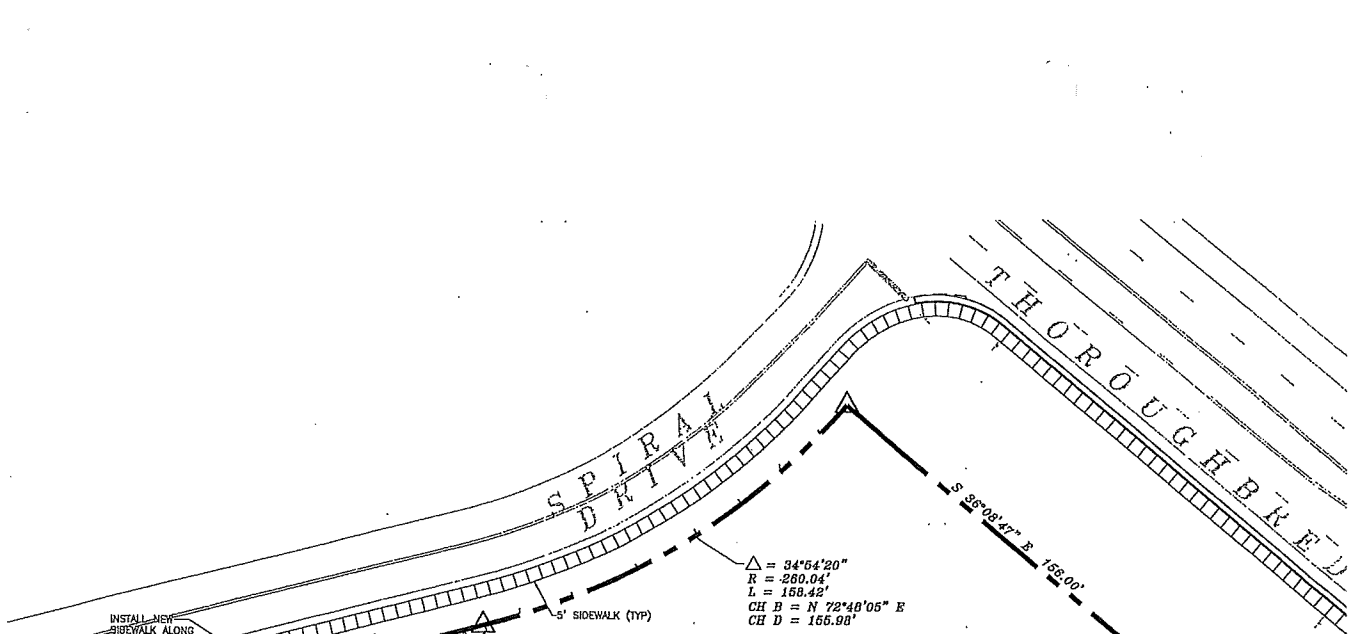 THOROUGHBRED
SPIRAL
DRIVE
S 36°08'47" E 156.00'
△ = 34°54'20"
R = 260.04'
L = 158.42'
CH B = N 72°48'05" E
CH D = 155.98'
5' SIDEWALK (TYP)
INSTALL NEW
SIDEWALK ALONG